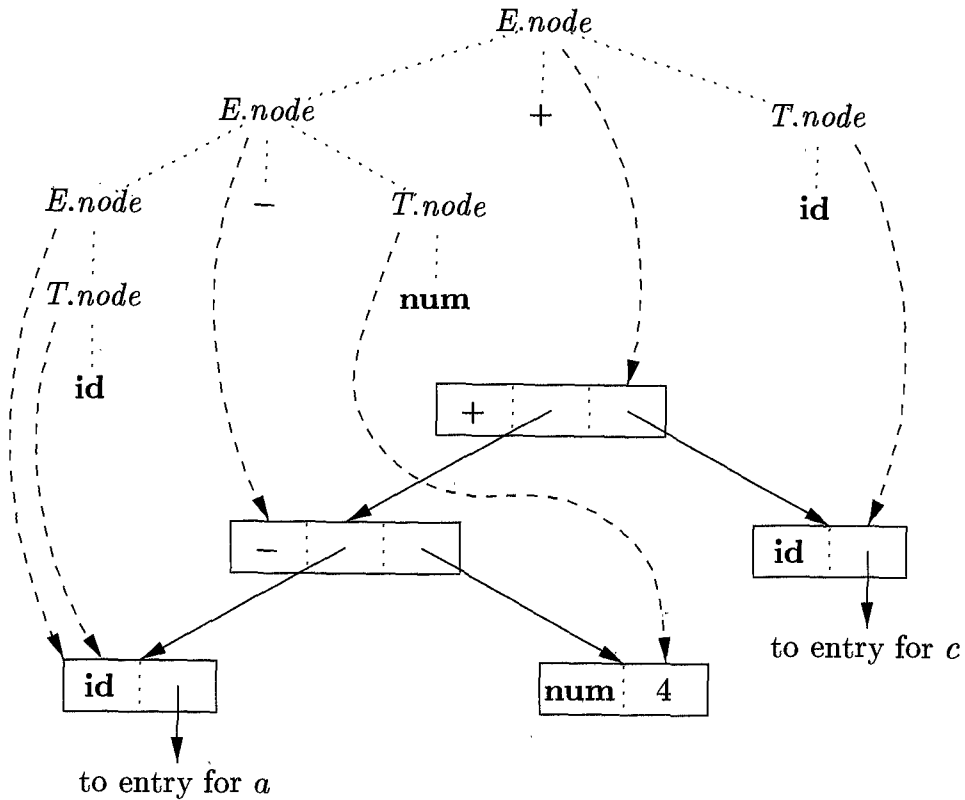 E.node
E.node + T.node
E.node − T.node id
T.node num
id
+
− id
to entry for c
id num 4
to entry for a